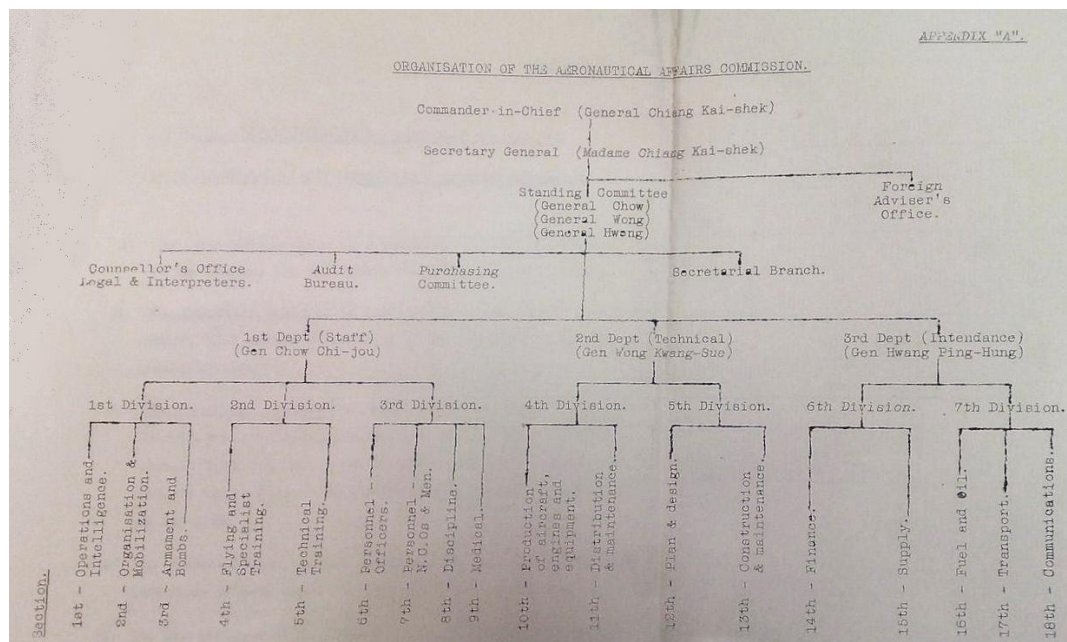 APPENDIX "A".
ORGANISATION OF THE AERONAUTICAL AFFAIRS COMMISSION.
Commander-in-Chief (General Chiang Kai-shek)
Secretary General (Madame Chiang Kai-shek)
Standing Committee
(General Chow)
(General Wong)
(General Hwang)
Foreign
Adviser's
Office.
Councellor's Office
Legal & Interpreters.
Audit
Bureau.
Purchasing
Committee.
Secretarial Branch.
1st Dept (Staff)
(Gen Chow Chi-jou)
2nd Dept (Technical)
(Gen Wong Kwang-Sue)
3rd Dept (Intendance)
(Gen Hwang Ping-Hung)
1st Division.
2nd Division.
3rd Division.
4th Division.
5th Division.
6th Division.
7th Division.
Section.
1st - Operations and
Intelligence.
2nd - Organisation &
Mobilization.
3rd - Armament and
Bombs.
4th - Flying and
Specialist
Training.
5th - Technical
Training.
6th - Personnel
Officers.
7th - Personnel
N.C.Os & Men.
8th - Discipline.
9th - Medical.
10th - Production
of aircraft,
engines and
equipment.
11th - Distribution
& maintenance.
12th - Plan & design.
13th - Construction
& maintenance.
14th - Finance.
15th - Supply.
16th - Fuel and oil.
17th - Transport.
18th - Communications.